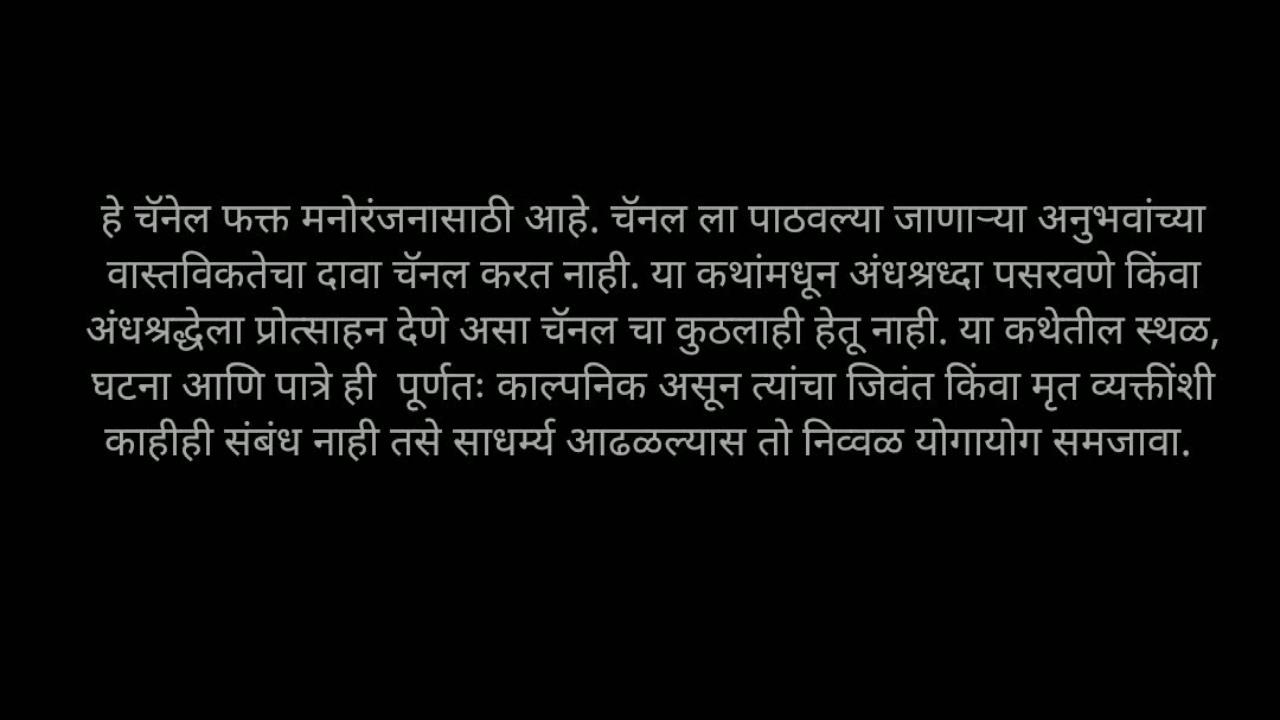 हे चॅनेल फक्त मनोरंजनासाठी आहे. चॅनल ला पाठवल्या जाणाऱ्या अनुभवांच्या
वास्तविकतेचा दावा चॅनल करत नाही. या कथांमधून अंधश्रध्दा पसरवणे किंवा
अंधश्रद्धेला प्रोत्साहन देणे असा चॅनल चा कुठलाही हेतू नाही. या कथेतील स्थळ,
घटना आणि पात्रे ही  पूर्णतः काल्पनिक असून त्यांचा जिवंत किंवा मृत व्यक्तींशी
काहीही संबंध नाही तसे साधर्म्य आढळल्यास तो निव्वळ योगायोग समजावा.